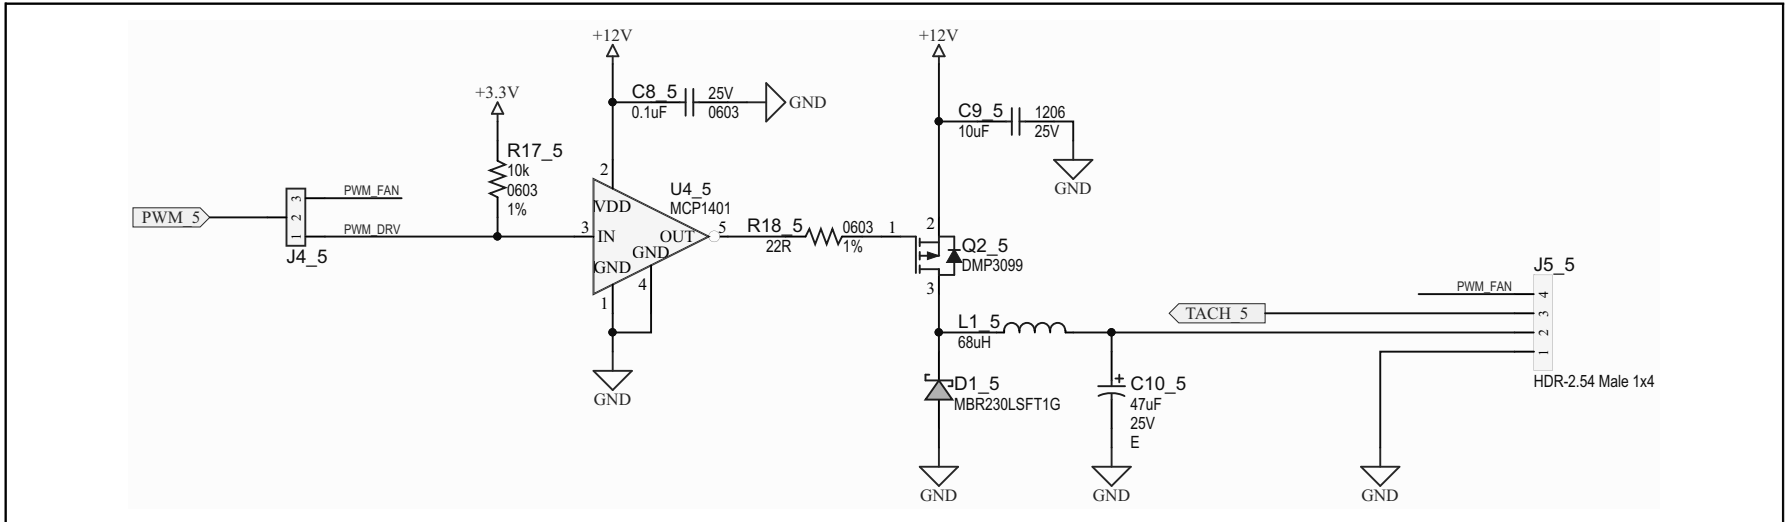 +12V
+12V
+3.3V
C8_5
25V
0.1uF
0603
GND
C9_5
1206
10uF
25V
GND
R17_5
10k
0603
1%
PWM_5
3
2
1
J4_5
PWM_FAN
PWM_DRV
2
VDD
3
IN
U4_5
MCP1401
OUT
5
GND
GND
4
1
GND
R18_5
0603
22R
1%
1
2
Q2_5
DMP3099
3
L1_5
68uH
D1_5
MBR230LSFT1G
GND
C10_5
+
47uF
25V
E
GND
TACH_5
PWM_FAN
J5_5
4
3
2
1
HDR-2.54 Male 1x4
GND